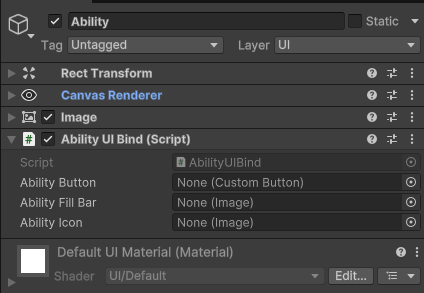 Ability Static
Tag Untagged Layer UI
Rect Transform
Canvas Renderer
Image
# Ability UI Bind (Script)
Script # AbilityUIBind
Ability Button None (Custom Button)
Ability Fill Bar None (Image)
Ability Icon None (Image)
Default UI Material (Material)
Shader UI/Default Edit...